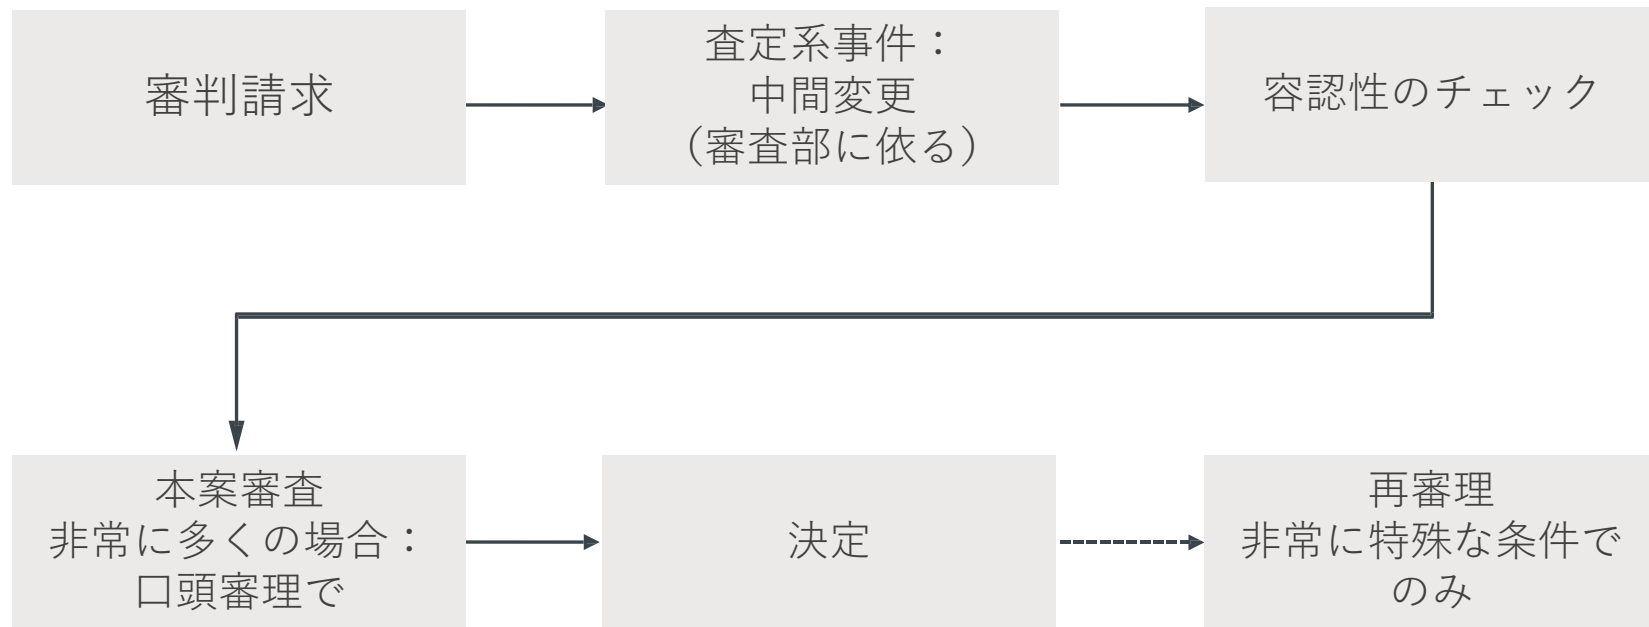 審判請求
査定系事件：
中間変更
（審査部に依る）
容認性のチェック
本案審査
非常に多くの場合：
口頭審理で
決定
再審理
非常に特殊な条件で
のみ